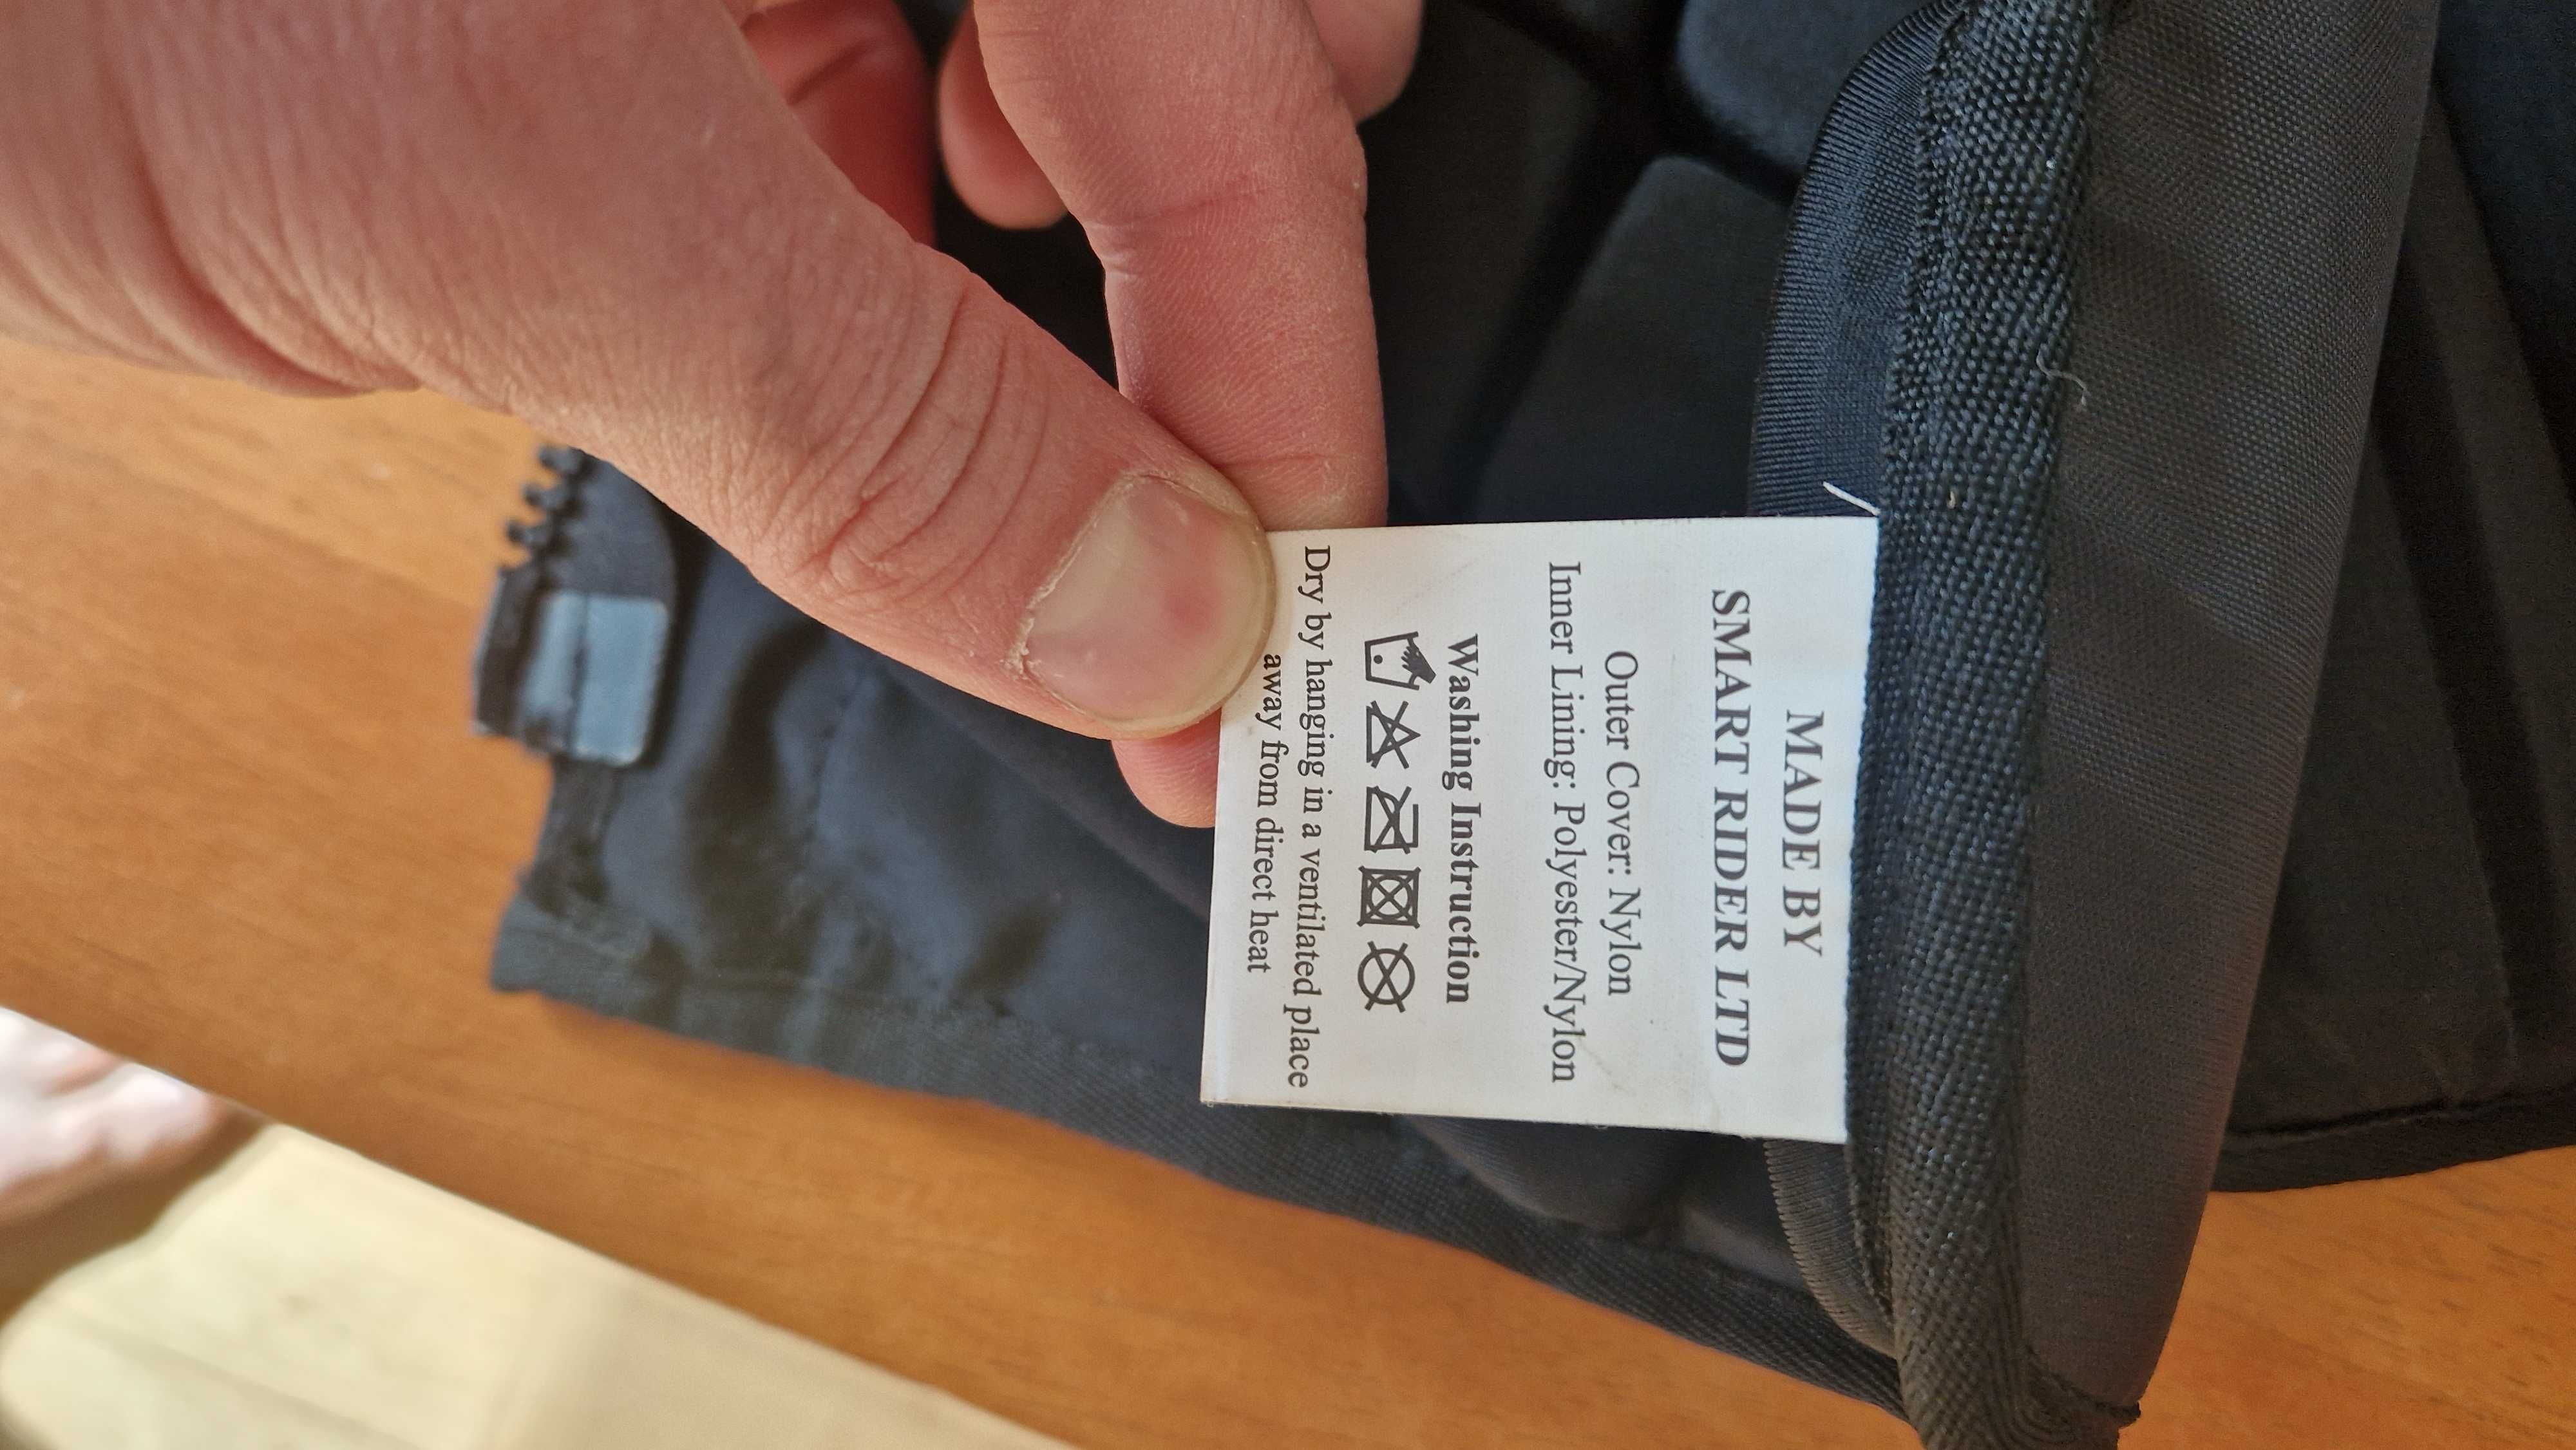 MADE BY
SMART RIDER LTD
Outer Cover: Nylon
Inner Lining: Polyester/Nylon
Washing Instruction
Dry by hanging in a ventilated place
away from direct heat